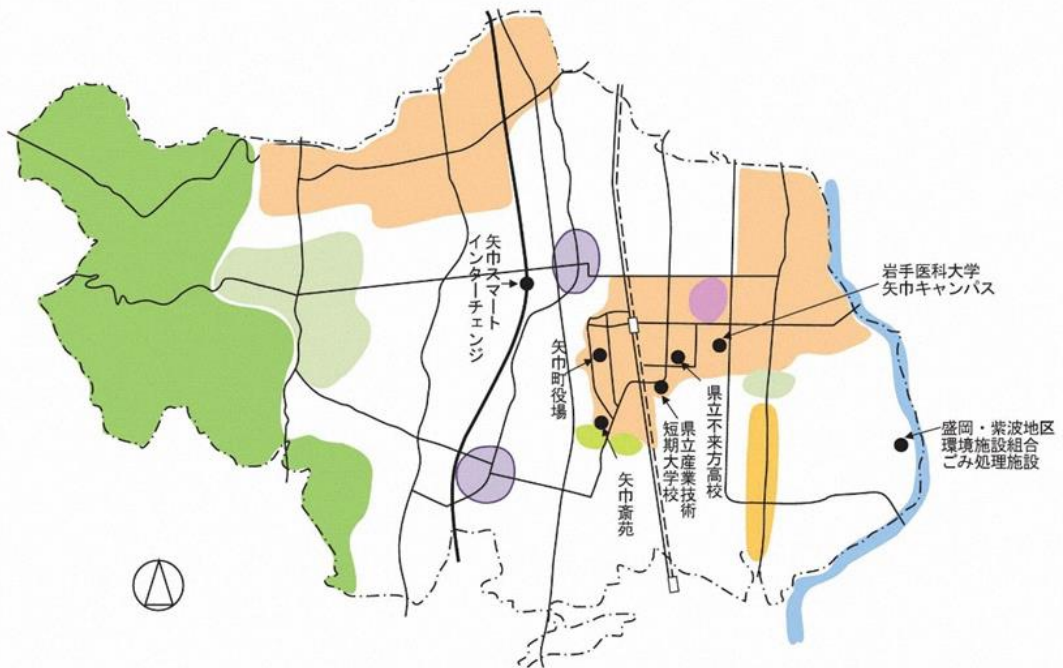 矢巾スマート
インターチェンジ
岩手医科大学
矢巾キャンパス
矢巾町役場
県立不来方高校
県立産業技術
短期大学校
矢巾斎苑
盛岡・紫波地区
環境施設組合
ごみ処理施設